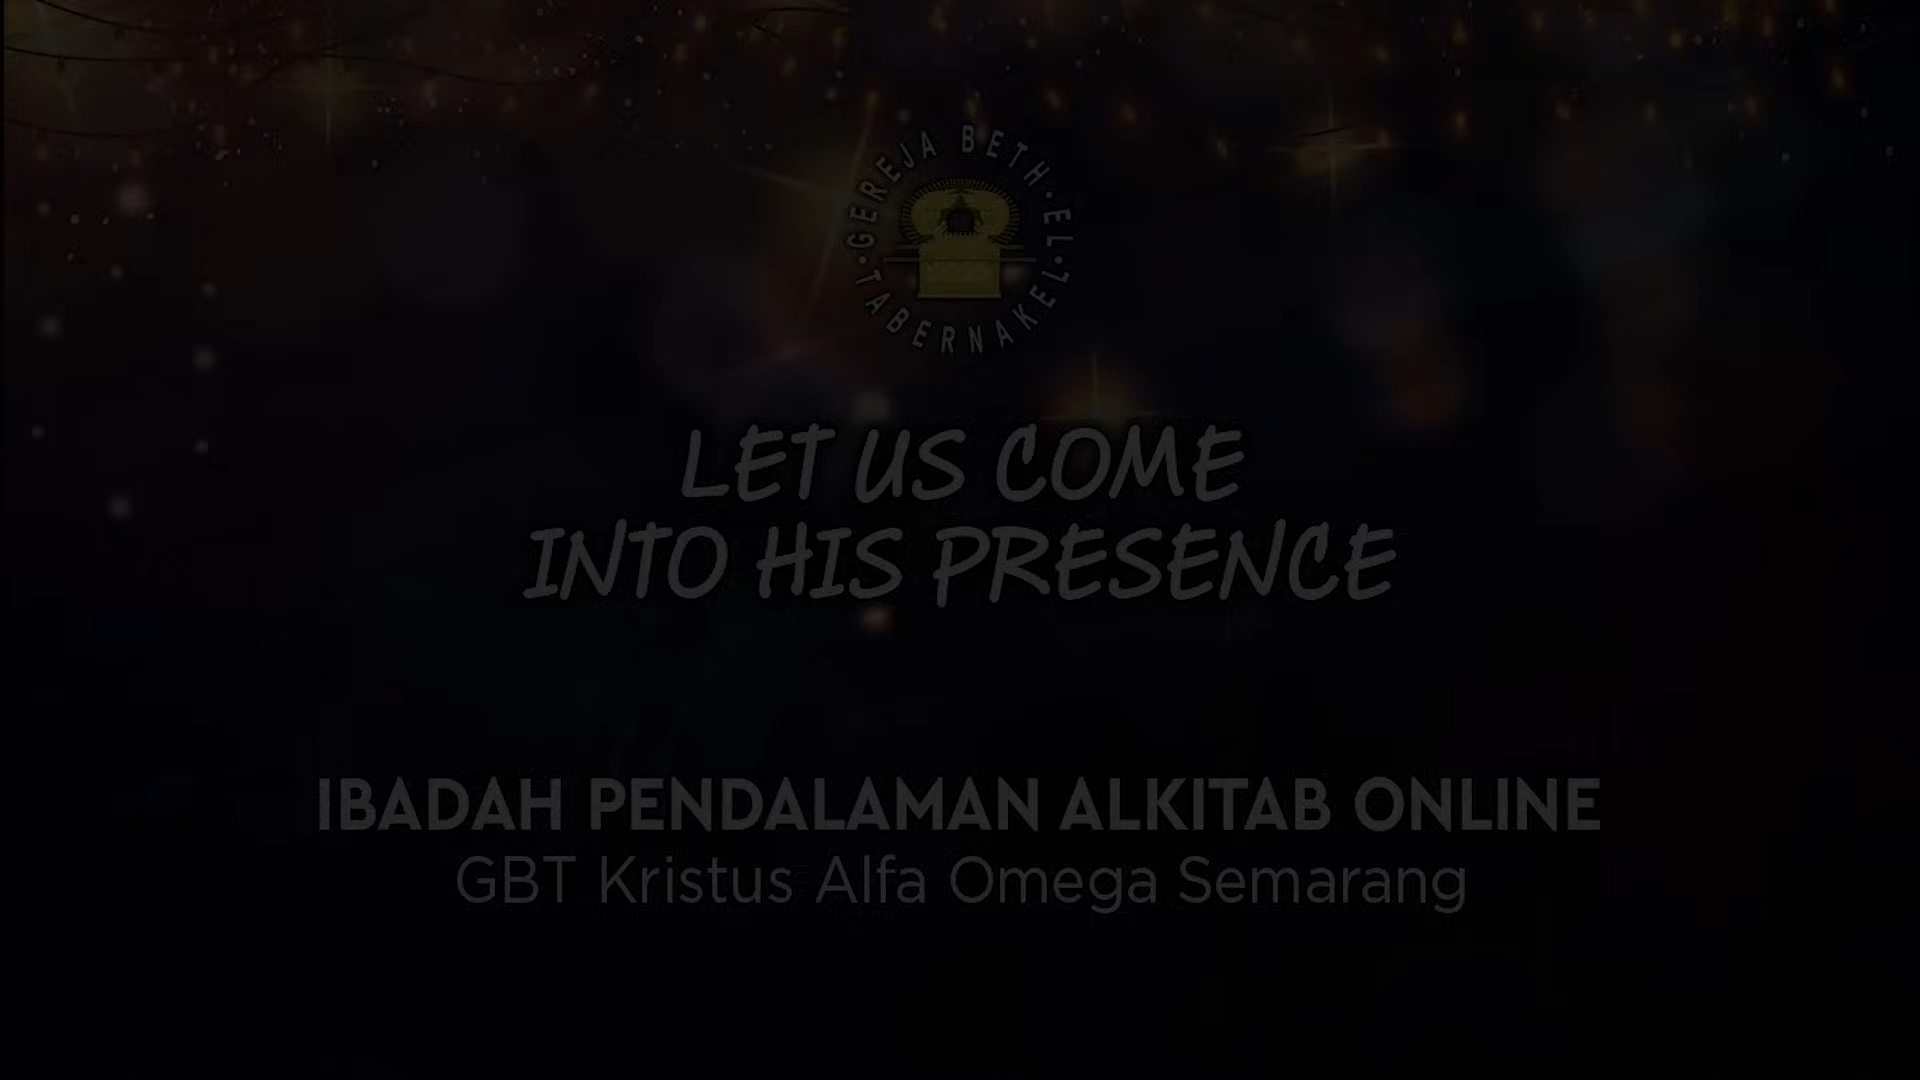 GEREJA BETH·EL·TABERNAKEL·
LET US COME
INTO HIS PRESENCE
IBADAH PENDALAMAN ALKITAB ONLINE
GBT Kristus Alfa Omega Semarang